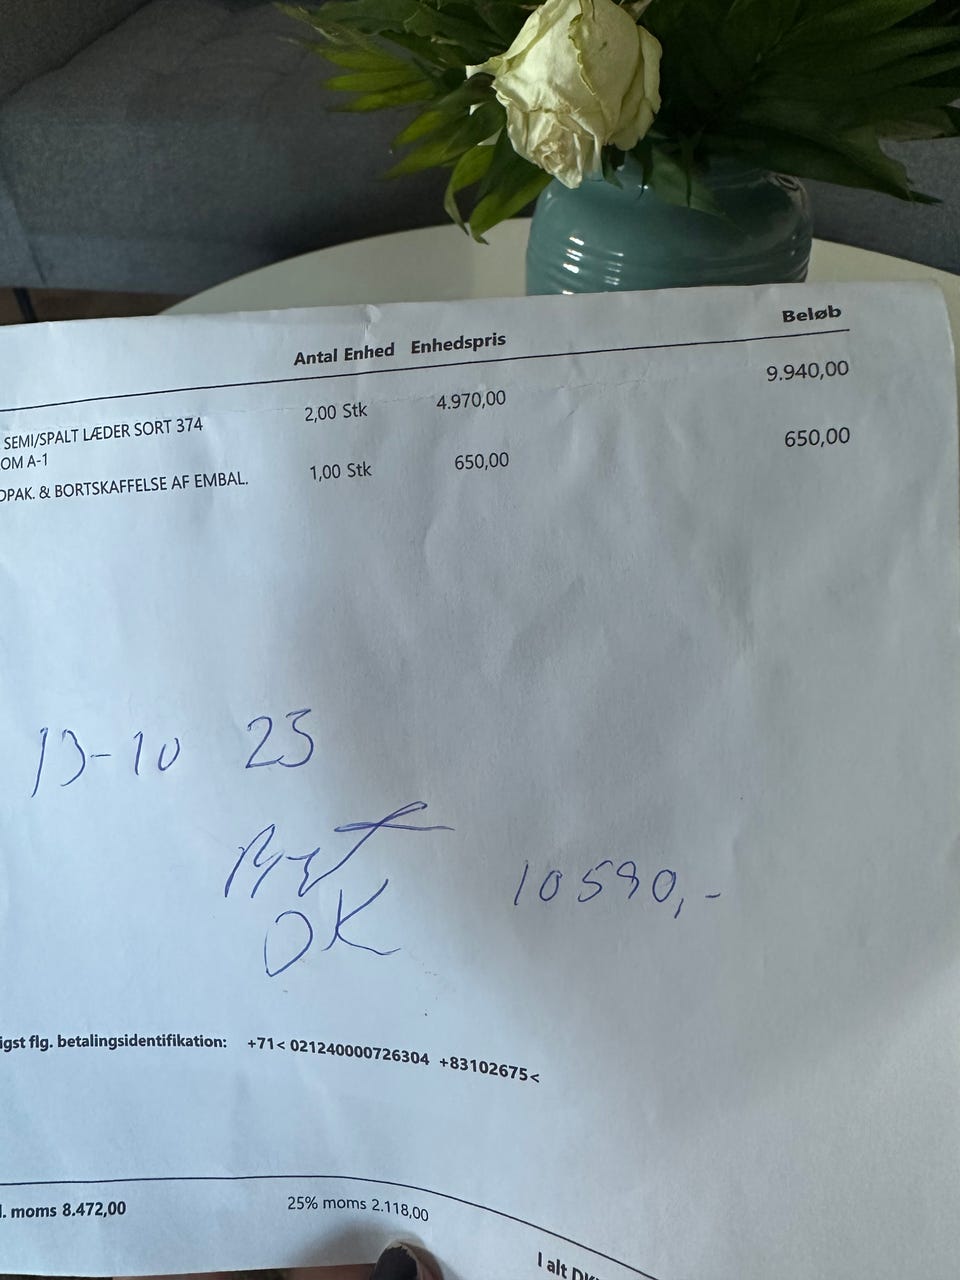 Antal Enhed Enhedspris Beløb
SEMI/SPALT LÆDER SORT 374 2,00 Stk 4.970,00 9.940,00
OM A-1
OPAK. & BORTSKAFFELSE AF EMBAL. 1,00 Stk 650,00 650,00
13-10 23
OK 10590,-
igst flg. betalingsidentifikation: +71< 021240000726304 +83102675<
l. moms 8.472,00 25% moms 2.118,00
I alt DK